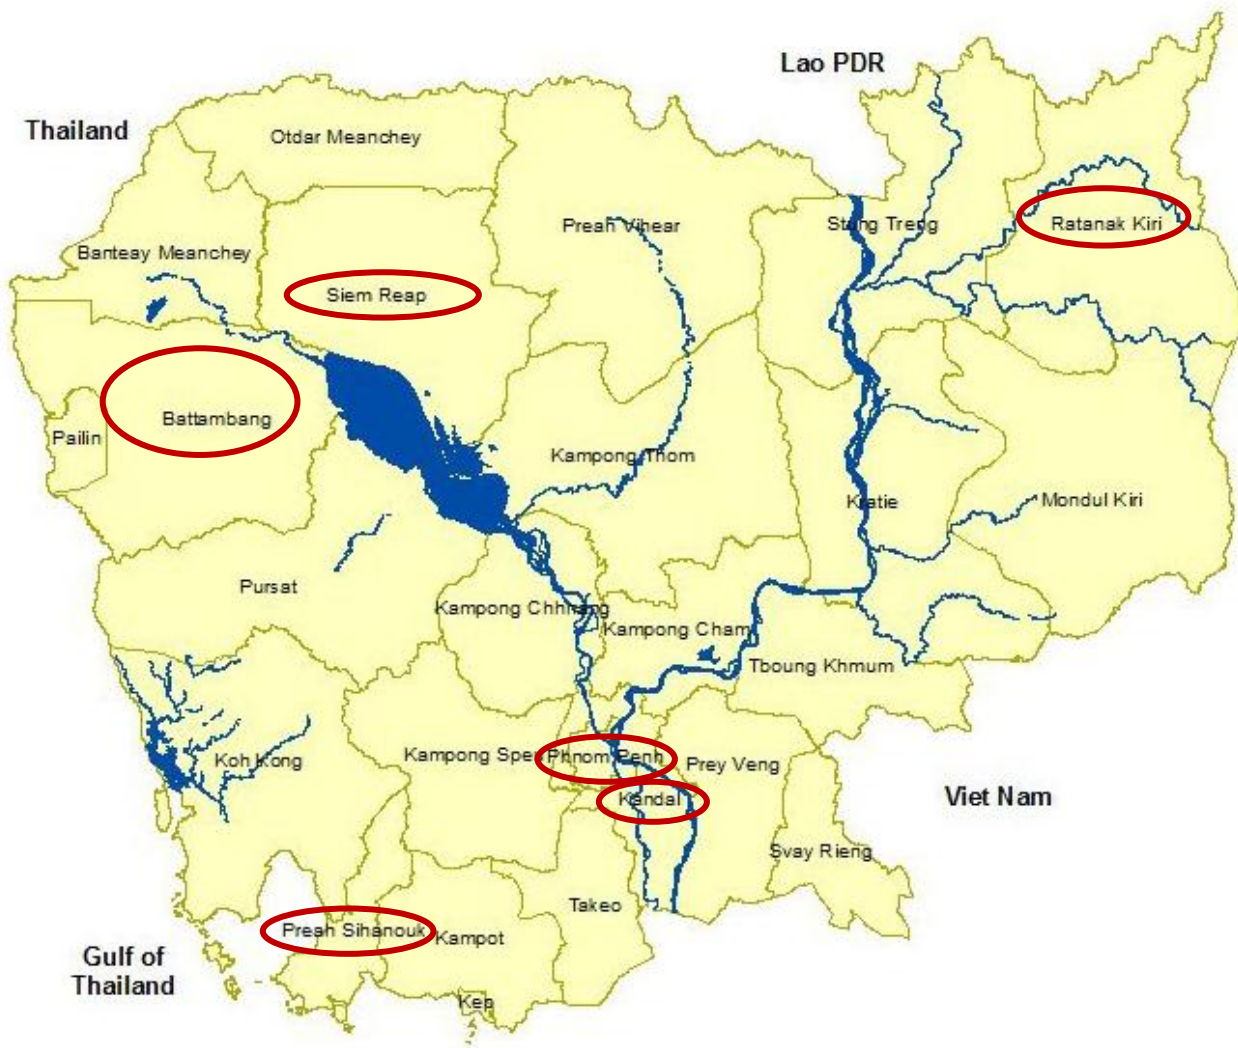 Lao PDR
Thailand
Otdar Meanchey
Preah Vihear
Stung Treng
Ratanak Kiri
Banteay Meanchey
Siem Reap
Battambang
Pailin
Kampong Thom
Kratie
Mondul Kiri
Pursat
Kampong Chhnang
Kampong Cham
Tboung Khmum
Koh Kong
Kampong Speu
Phnom Penh
Prey Veng
Kandal
Viet Nam
Svay Rieng
Takeo
Preah Sihanouk
Kampot
Gulf of
Thailand
Kep